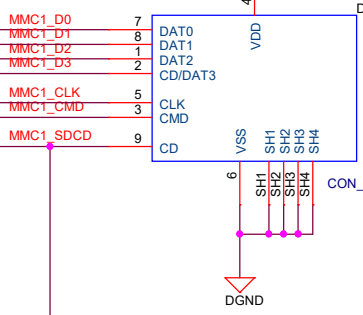 4
D
MMC1_D0 7 DAT0
MMC1_D1 8 DAT1
MMC1_D2 1 DAT2
MMC1_D3 2 CD/DAT3
VDD
MMC1_CLK 5 CLK
MMC1_CMD 3 CMD
MMC1_SDCD 9 CD
VSS SH1 SH2 SH3 SH4
6 SH1 SH2 SH3 SH4
CON_
DGND